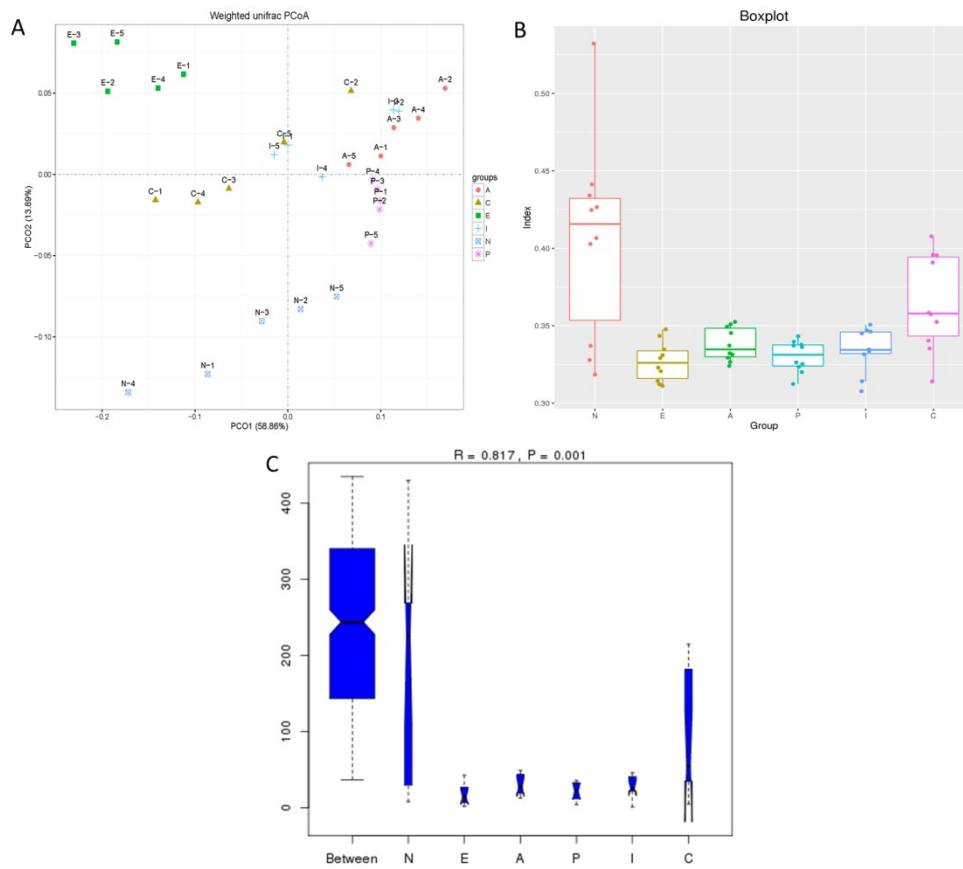 A
Weighted unifrac PCoA
E-3
E-5
E-1
E-2
E-4
C-2
A-2
A-4
A-3
C-5
I-5
A-1
A-5
I-4
P-4
P-3
P-1
P-2
P-5
C-3
C-1
C-4
N-5
N-2
N-3
N-1
N-4
0.05
0.00
-0.05
-0.10
PCO2 (13.89%)
-0.2
-0.1
0.0
0.1
PCO1 (58.86%)
groups
A
C
E
I
N
P
B
Boxplot
0.50
0.45
0.40
0.35
0.30
Index
N
E
A
P
I
C
Group
C
R = 0.817, P = 0.001
400
300
200
100
0
Between
N
E
A
P
I
C